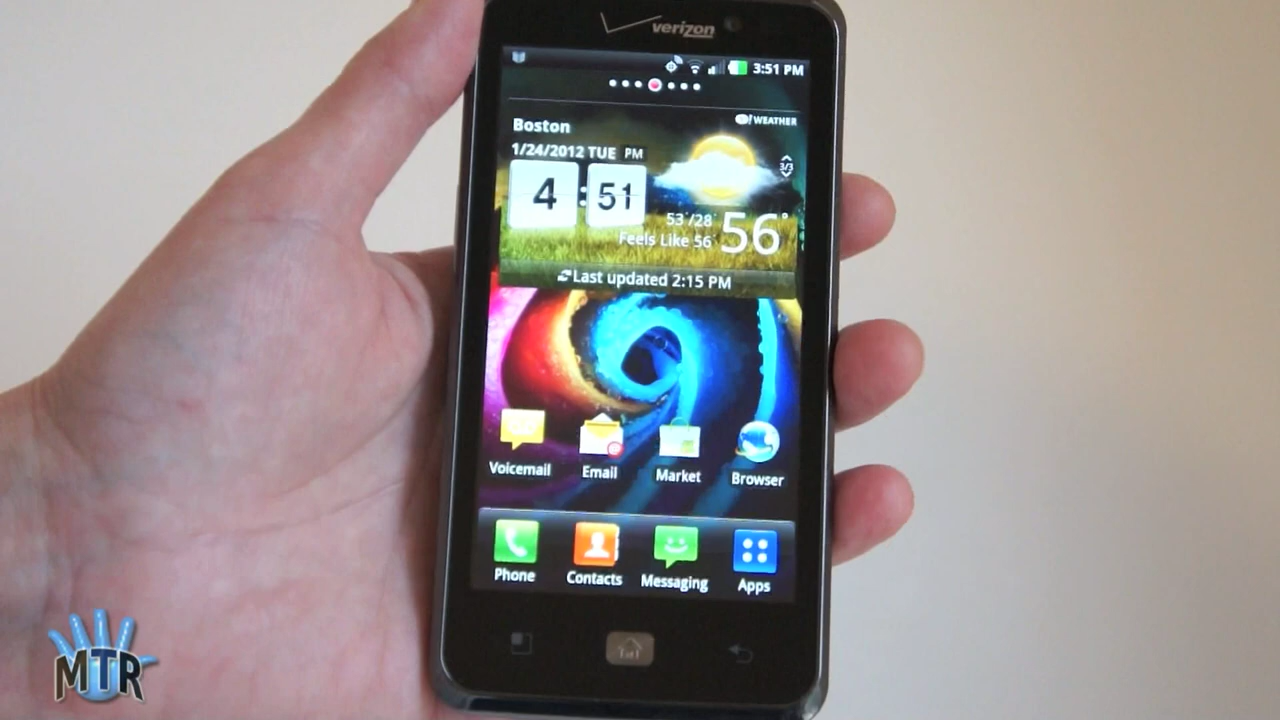 verizon
3:51 PM
WEATHER
Boston
1/24/2012 TUE PM
3/3
4:51
53°/28°
56°
Feels Like 56
Last updated 2:15 PM
Voicemail Email Market Browser
Phone Contacts Messaging Apps
MTR